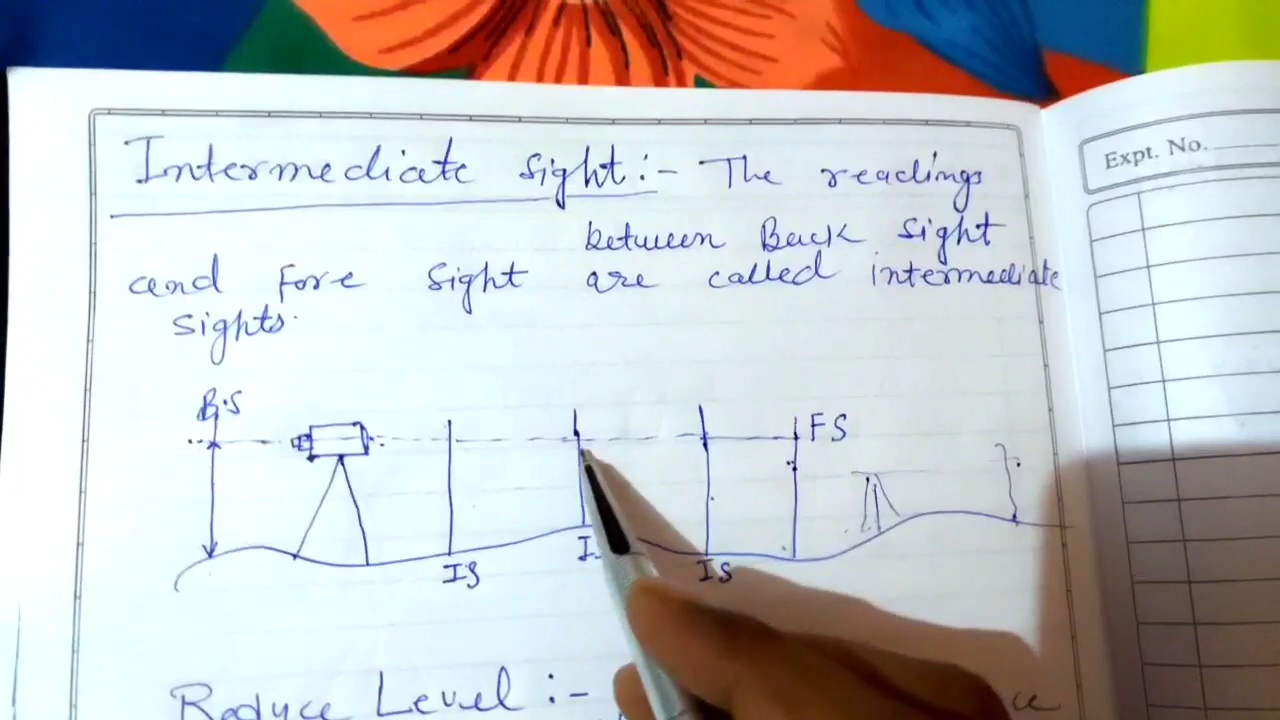 Intermediate Sight:- The readings
between Back Sight
and Fore Sight are called intermediate
Sights.
Expt. No.
B.S
FS
IS
IS
Reduce Level :-